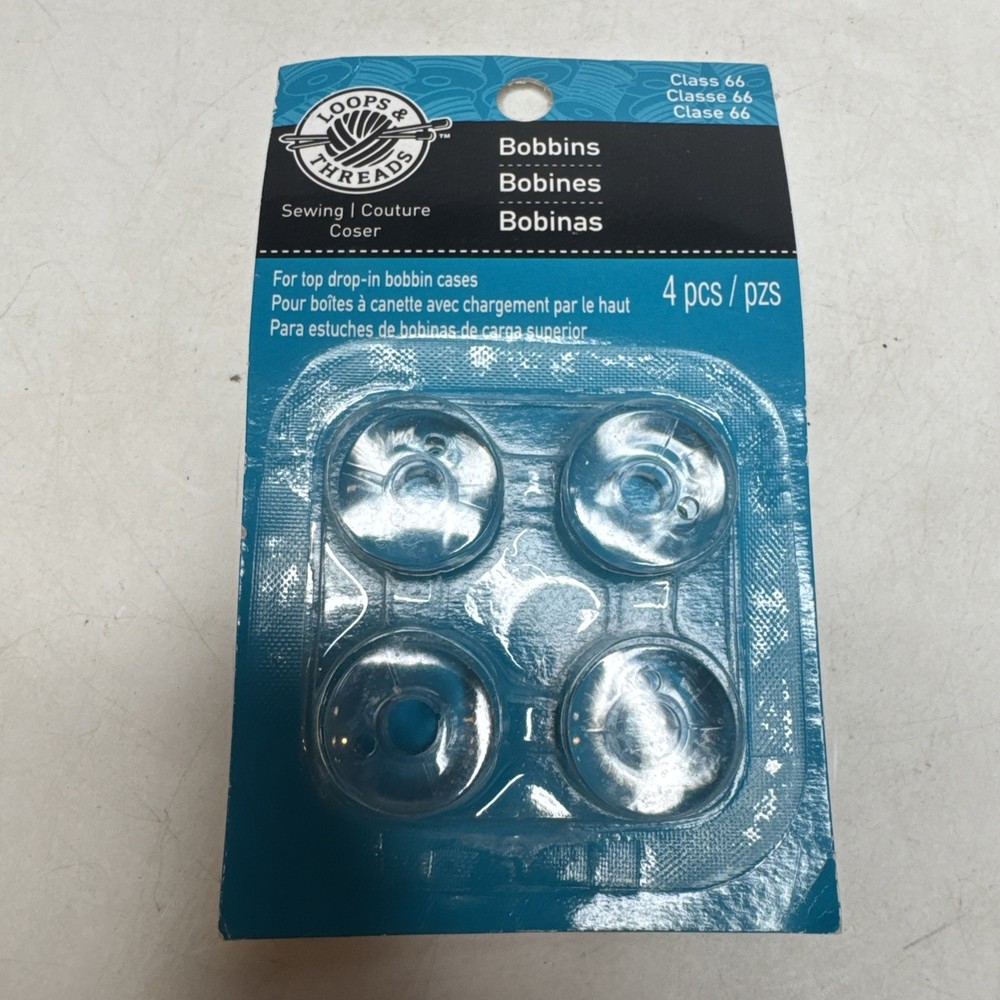 LOOPS &
THREADS™
Sewing | Couture
Coser
Class 66
Classe 66
Clase 66
Bobbins
Bobines
Bobinas
For top drop-in bobbin cases
Pour boîtes à canette avec chargement par le haut
Para estuches de bobinas de carga superior
4 pcs / pzs